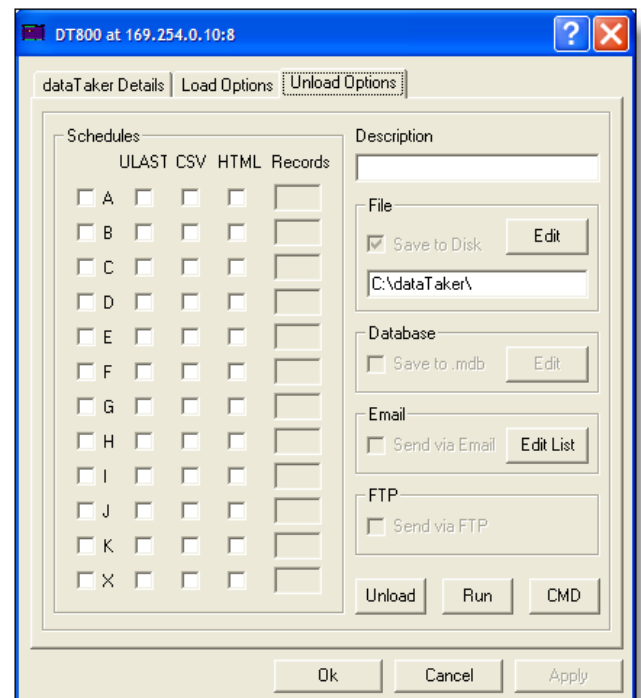 DT800 at 169.254.0.10:8
dataTaker Details Load Options Unload Options
Schedules
ULAST CSV HTML Records
A
B
C
D
E
F
G
H
I
J
K
X
Description
File
Save to Disk Edit
C:\dataTaker\
Database
Save to .mdb Edit
Email
Send via Email Edit List
FTP
Send via FTP
Unload Run CMD
Ok Cancel Apply